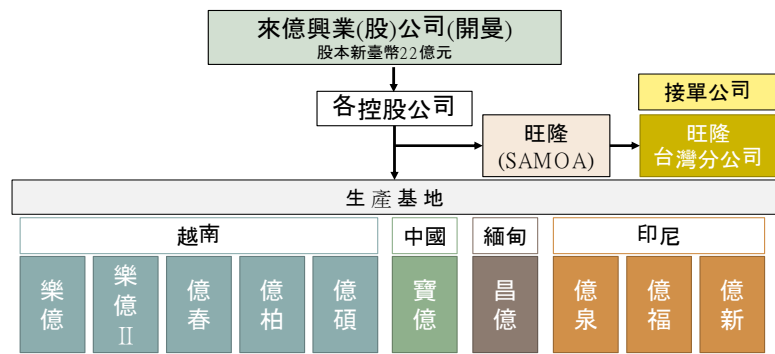 來億興業(股)公司(開曼)
股本新臺幣22億元
各控股公司
接單公司
旺隆
(SAMOA)
旺隆
台灣分公司
生產基地
越南
中國
緬甸
印尼
樂億
樂億II
億春
億柏
億碩
寶億
昌億
億泉
億福
億新